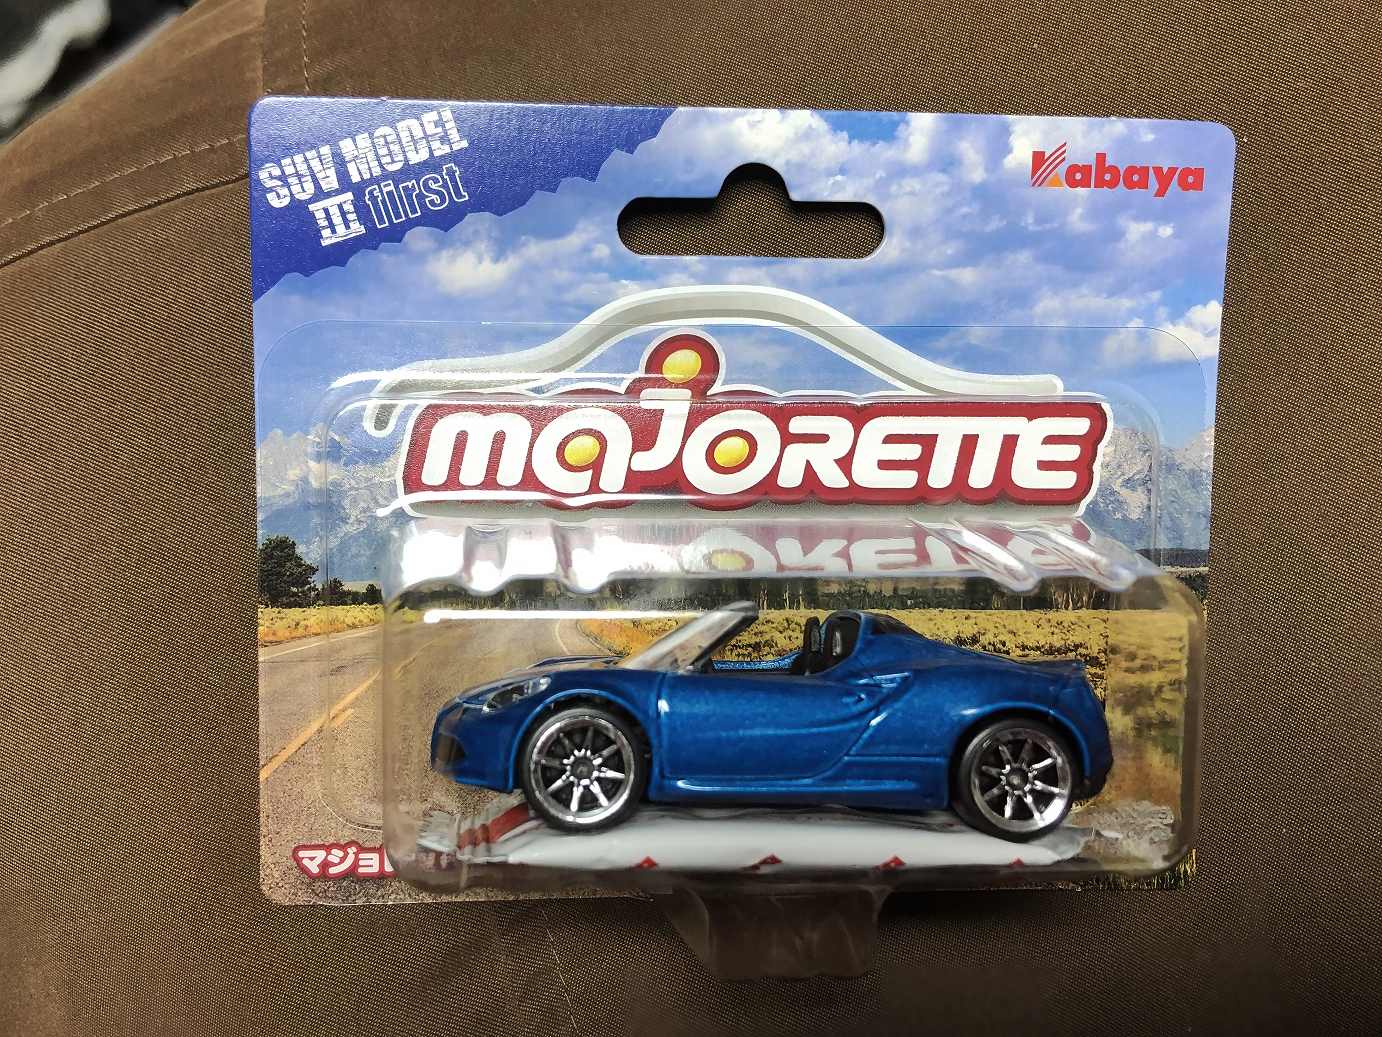 SUV MODEL
III first
Kabaya
majorette
マジョ